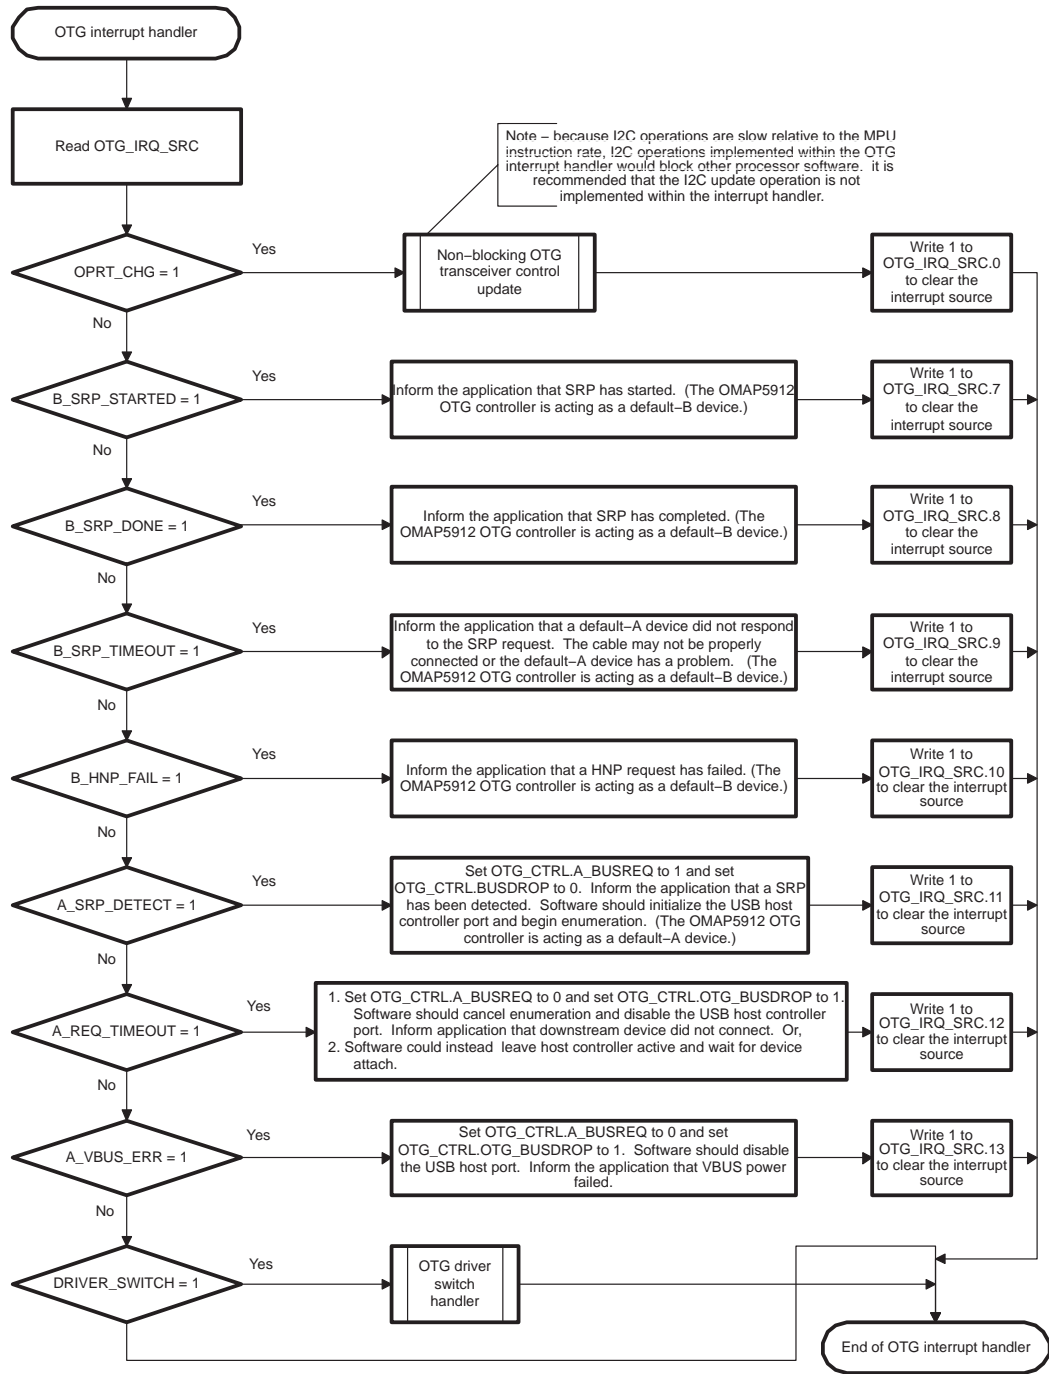 OTG interrupt handler
Read OTG_IRQ_SRC
Note – because I2C operations are slow relative to the MPU
instruction rate, I2C operations implemented within the OTG
interrupt handler would block other processor software.  it is
recommended that the I2C update operation is not
implemented within the interrupt handler.
OPRT_CHG = 1
Yes
No
Non–blocking OTG
transceiver control
update
Write 1 to
OTG_IRQ_SRC.0
to clear the
interrupt source
B_SRP_STARTED = 1
Yes
No
Inform the application that SRP has started.  (The OMAP5912
OTG controller is acting as a default–B device.)
Write 1 to
OTG_IRQ_SRC.7
to clear the
interrupt source
B_SRP_DONE = 1
Yes
No
Inform the application that SRP has completed. (The
OMAP5912 OTG controller is acting as a default–B device.)
Write 1 to
OTG_IRQ_SRC.8
to clear the
interrupt source
B_SRP_TIMEOUT = 1
Yes
No
Inform the application that a default–A device did not respond
to the SRP request.  The cable may not be properly
connected or the default–A device has a problem.   (The
OMAP5912 OTG controller is acting as a default–B device.)
Write 1 to
OTG_IRQ_SRC.9
to clear the
interrupt source
B_HNP_FAIL = 1
Yes
No
Inform the application that a HNP request has failed. (The
OMAP5912 OTG controller is acting as a default–B device.)
Write 1 to
OTG_IRQ_SRC.10
to clear the interrupt
source
A_SRP_DETECT = 1
Yes
No
Set OTG_CTRL.A_BUSREQ to 1 and set
OTG_CTRL.BUSDROP to 0.  Inform the application that a SRP
has been detected.  Software should initialize the USB host
controller port and begin enumeration.  (The OMAP5912 OTG
controller is acting as a default–A device.)
Write 1 to
OTG_IRQ_SRC.11
to clear the interrupt
source
A_REQ_TIMEOUT = 1
Yes
No
1. Set OTG_CTRL.A_BUSREQ to 0 and set OTG_CTRL.OTG_BUSDROP to 1.
Software should cancel enumeration and disable the USB host controller
port.  Inform application that downstream device did not connect.  Or,
2. Software could instead  leave host controller active and wait for device
attach.
Write 1 to
OTG_IRQ_SRC.12
to clear the interrupt
source
A_VBUS_ERR = 1
Yes
No
Set OTG_CTRL.A_BUSREQ to 0 and set
OTG_CTRL.OTG_BUSDROP to 1.  Software should disable
the USB host port.  Inform the application that VBUS power
failed.
Write 1 to
OTG_IRQ_SRC.13
to clear the interrupt
source
DRIVER_SWITCH = 1
Yes
OTG driver
switch
handler
End of OTG interrupt handler